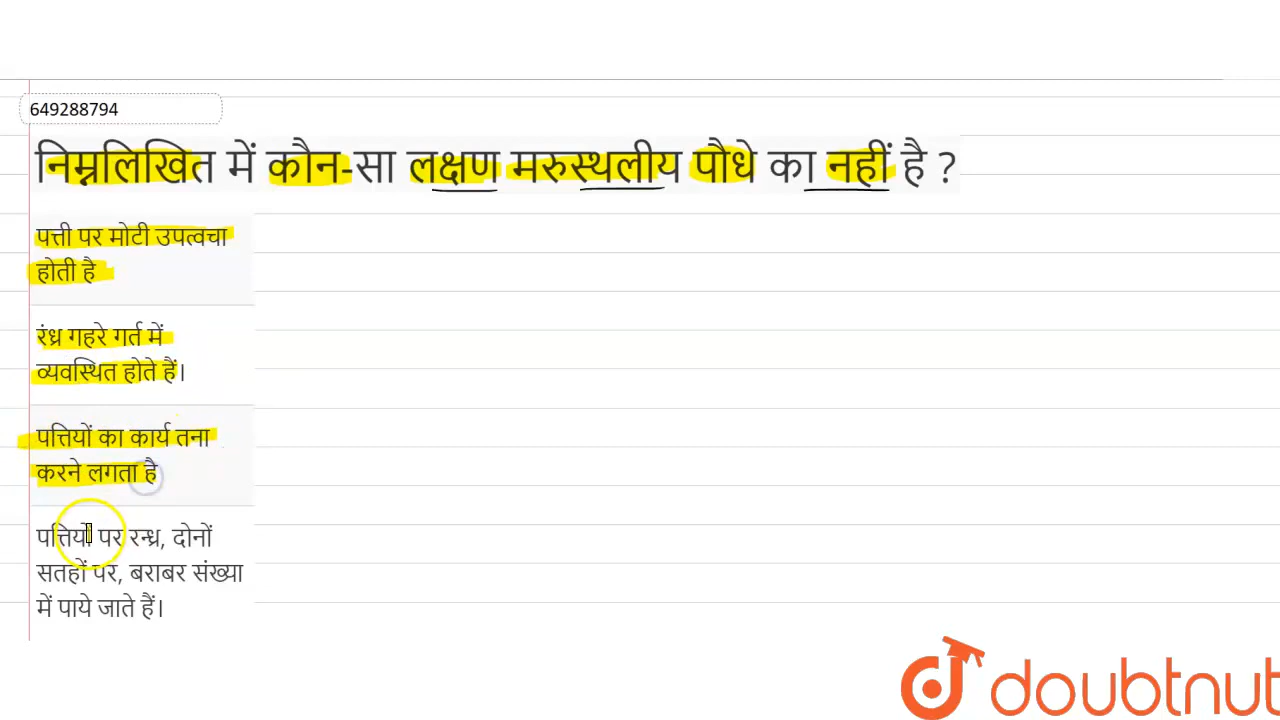 649288794
निम्नलिखित में कौन-सा लक्षण मरुस्थलीय पौधे का नहीं है ?
पत्ती पर मोटी उपत्वचा
होती है
रंध्र गहरे गर्त में
व्यवस्थित होते हैं।
पत्तियों का कार्य तना
करने लगता है
पत्तियों पर रन्ध्र, दोनों
सतहों पर, बराबर संख्या
में पाये जाते हैं।
doubtnut